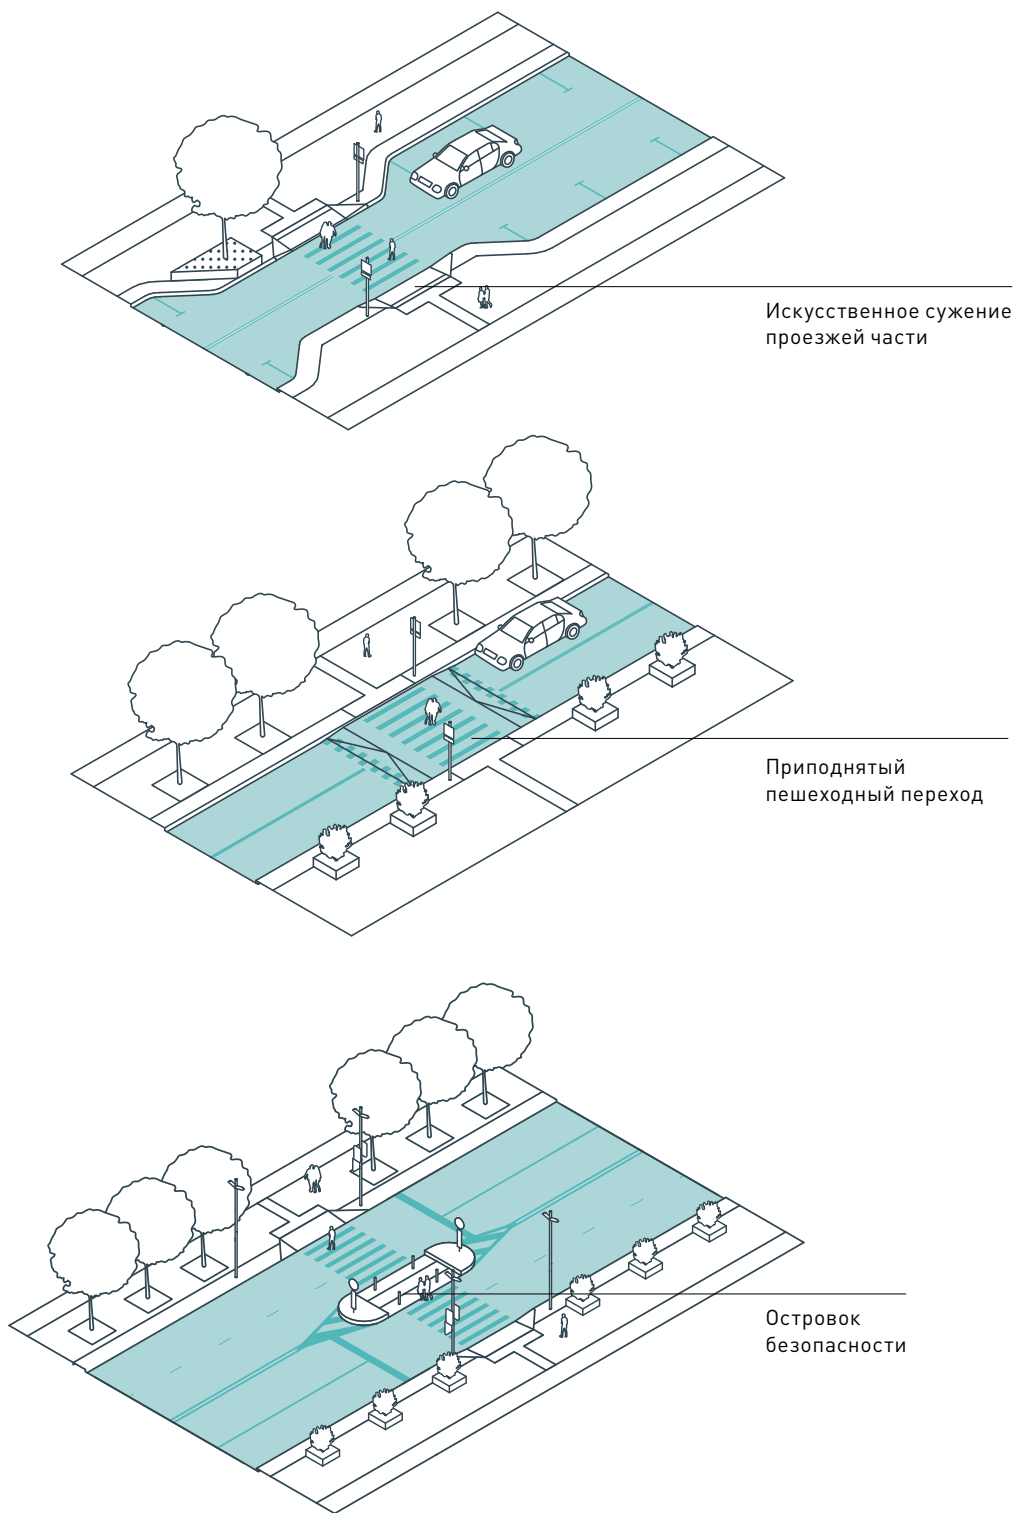 Искусственное сужение
проезжей части
Приподнятый
пешеходный переход
Островок
безопасности